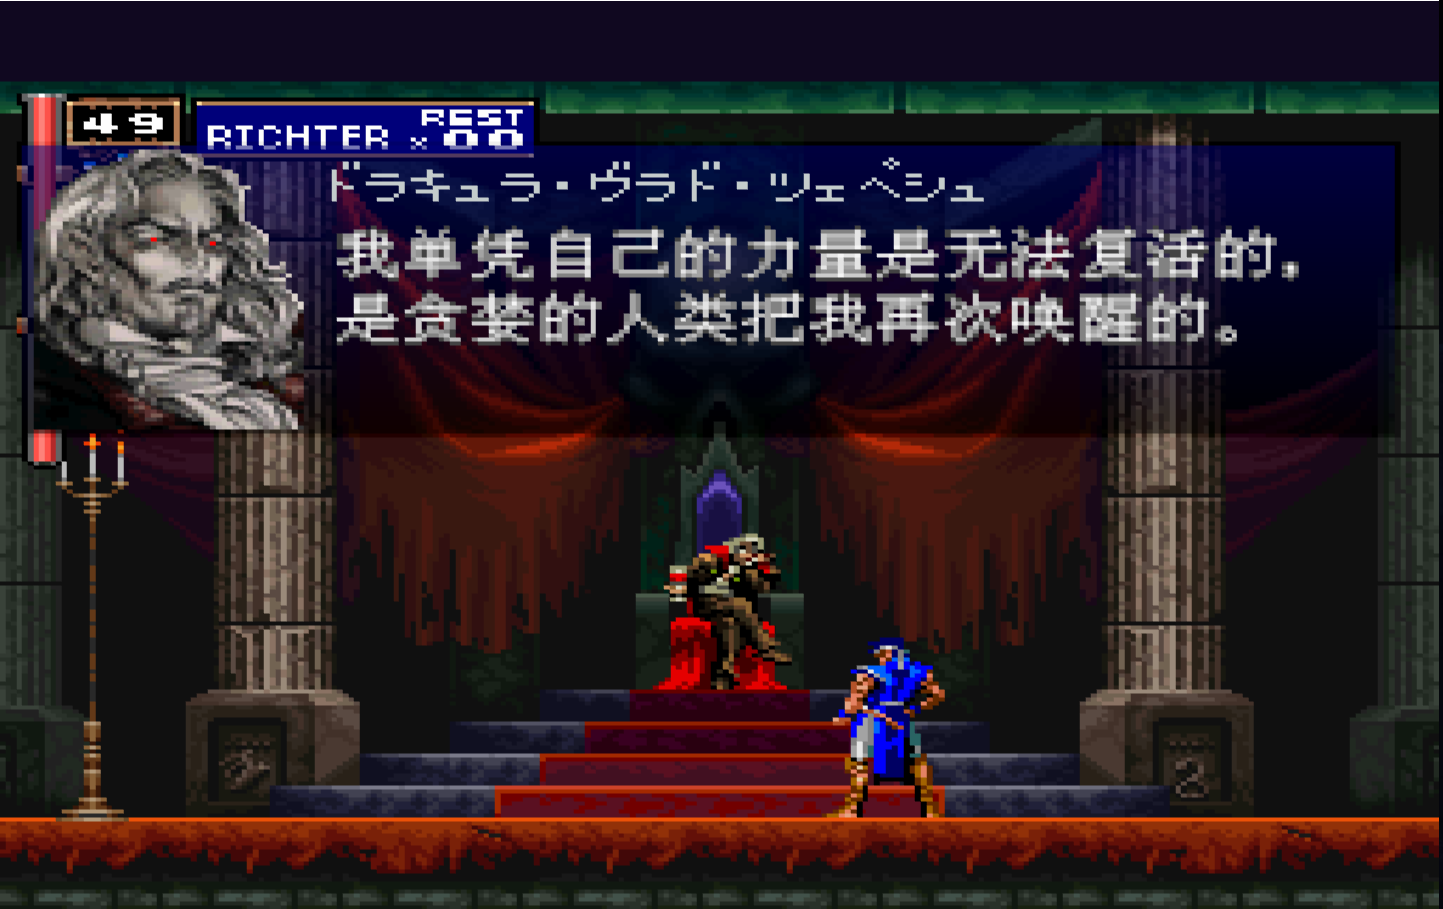 49
REST
RICHTER x00
ドラキュラ・ヴラド・ツェペシュ
我单凭自己的力量是无法复活的，
是贪婪的人类把我再次唤醒的。